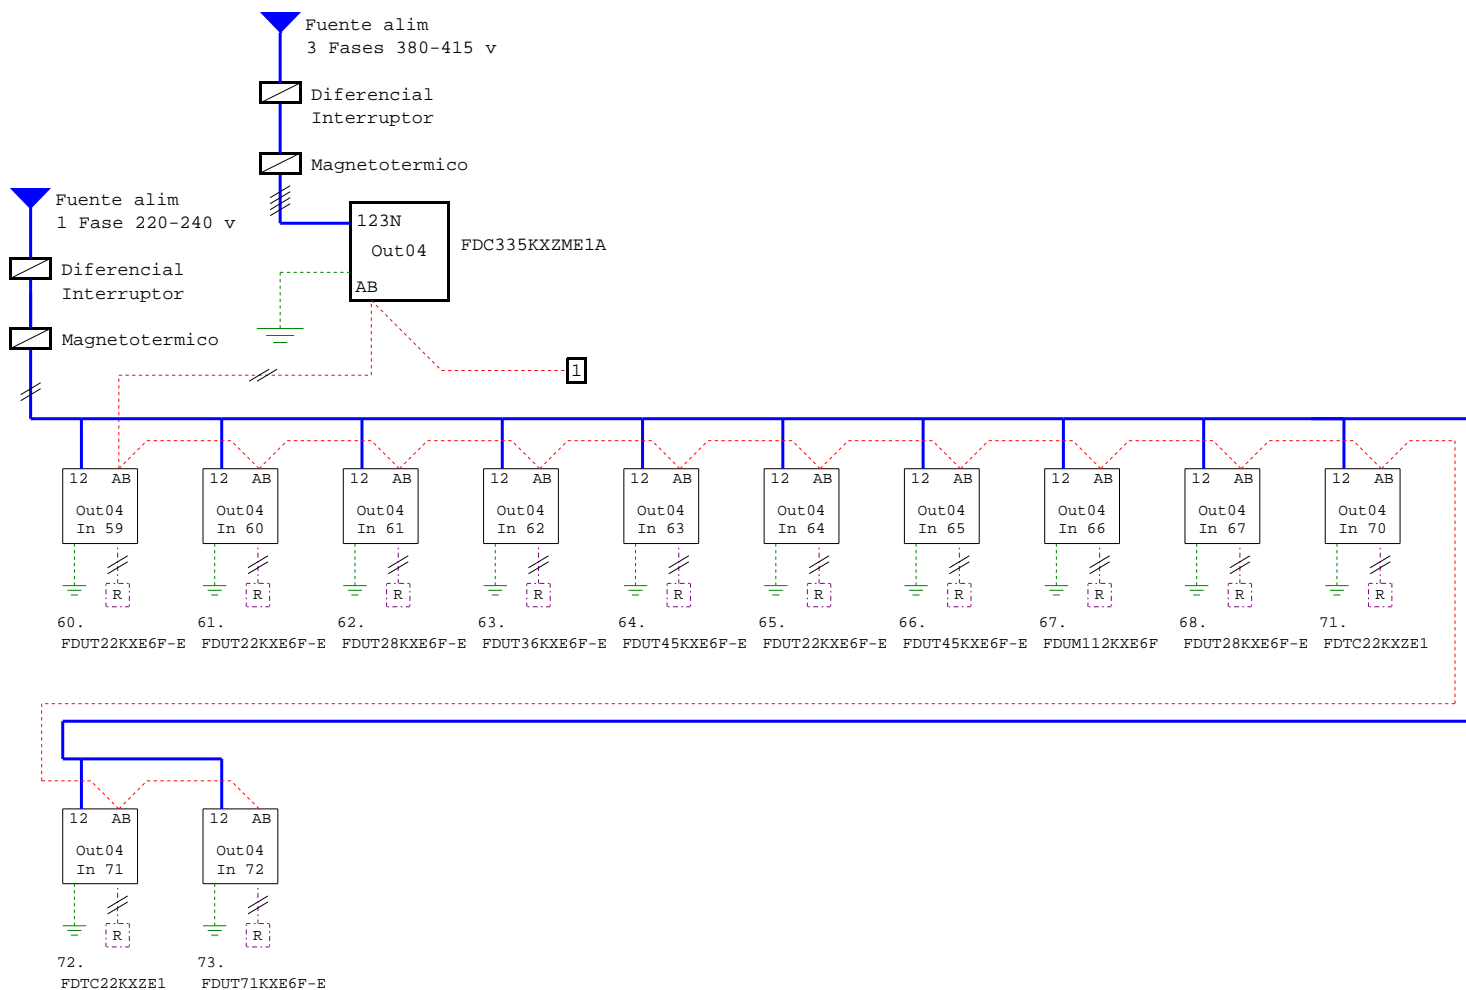 Fuente alim
3 Fases 380-415 v
Diferencial
Interruptor
Magnetotermico
Fuente alim
1 Fase 220-240 v
Diferencial
Interruptor
Magnetotermico
123N
Out04
AB
FDC335KXZME1A
1
12 AB 12 AB 12 AB 12 AB 12 AB 12 AB 12 AB 12 AB 12 AB 12 AB
Out04 Out04 Out04 Out04 Out04 Out04 Out04 Out04 Out04 Out04
In 59 In 60 In 61 In 62 In 63 In 64 In 65 In 66 In 67 In 70
R R R R R R R R R R
60. 61. 62. 63. 64. 65. 66. 67. 68. 71.
FDUT22KXE6F-E FDUT22KXE6F-E FDUT28KXE6F-E FDUT36KXE6F-E FDUT45KXE6F-E FDUT22KXE6F-E FDUT45KXE6F-E FDUM112KXE6F FDUT28KXE6F-E FDTC22KXZE1
12 AB 12 AB
Out04 Out04
In 71 In 72
R R
72. 73.
FDTC22KXZE1 FDUT71KXE6F-E